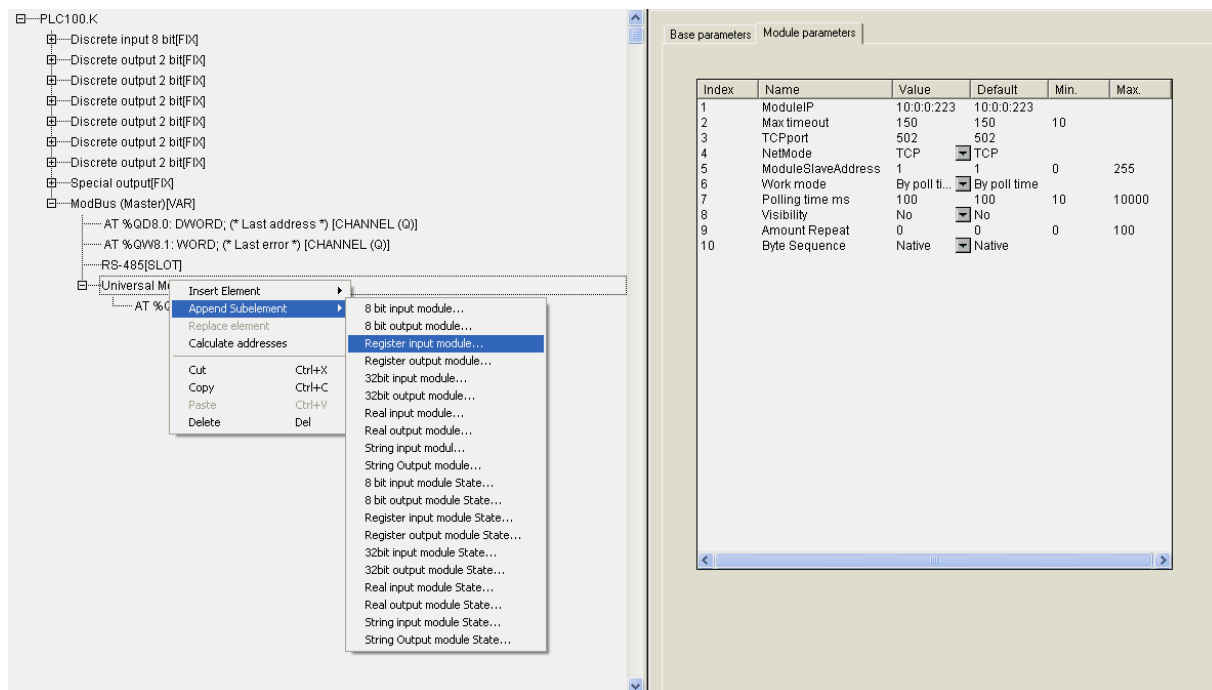 PLC100.K
Discrete input 8 bit[FIX]
Discrete output 2 bit[FIX]
Discrete output 2 bit[FIX]
Discrete output 2 bit[FIX]
Discrete output 2 bit[FIX]
Discrete output 2 bit[FIX]
Discrete output 2 bit[FIX]
Special output[FIX]
ModBus (Master)[VAR]
AT %QD8.0: DWORD; (* Last address *) [CHANNEL (Q)]
AT %QW8.1: WORD; (* Last error *) [CHANNEL (Q)]
RS-485[SLOT]
Universal M
AT %Q
Insert Element
Append Subelement
Replace element
Calculate addresses
Cut Ctrl+X
Copy Ctrl+C
Paste Ctrl+V
Delete Del
8 bit input module...
8 bit output module...
Register input module...
Register output module...
32bit input module...
32bit output module...
Real input module...
Real output module...
String input modul...
String Output module...
8 bit input module State...
8 bit output module State...
Register input module State...
Register output module State...
32bit input module State...
32bit output module State...
Real input module State...
Real output module State...
String input module State...
String Output module State...
Base parameters Module parameters
Index Name Value Default Min. Max.
1 ModuleIP 10:0:0:223 10:0:0:223
2 Max timeout 150 150 10
3 TCPport 502 502
4 NetMode TCP TCP
5 ModuleSlaveAddress 1 1 0 255
6 Work mode By poll ti... By poll time
7 Polling time ms 100 100 10 10000
8 Visibility No No
9 Amount Repeat 0 0 0 100
10 Byte Sequence Native Native